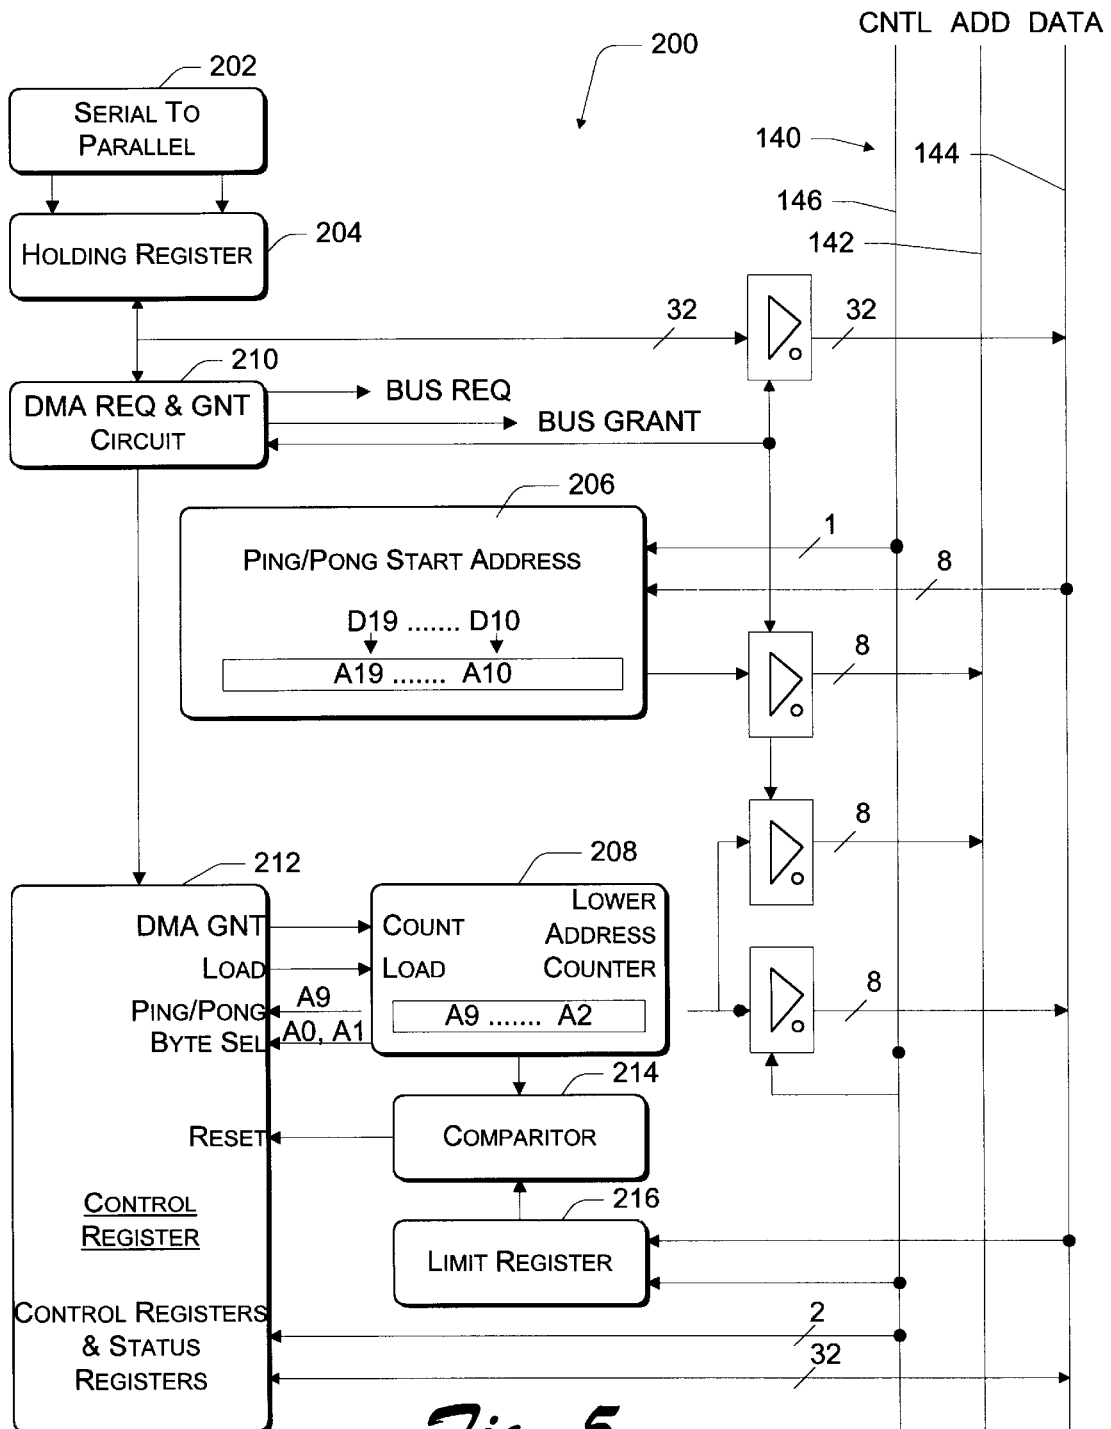 CNTL ADD DATA
200
202
SERIAL TO
PARALLEL
140
144
146
204
142
HOLDING REGISTER
32
32
210
BUS REQ
DMA REQ & GNT
CIRCUIT
BUS GRANT
206
1
PING/PONG START ADDRESS
8
D19 ....... D10
A19 ....... A10
8
8
212
208
LOWER
ADDRESS
COUNTER
DMA GNT
COUNT
LOAD
LOAD
PING/PONG
A9
A9 ....... A2
8
BYTE SEL
A0, A1
214
RESET
COMPARITOR
216
CONTROL
REGISTER
LIMIT REGISTER
CONTROL REGISTERS
& STATUS
REGISTERS
2
32
Fig. 5